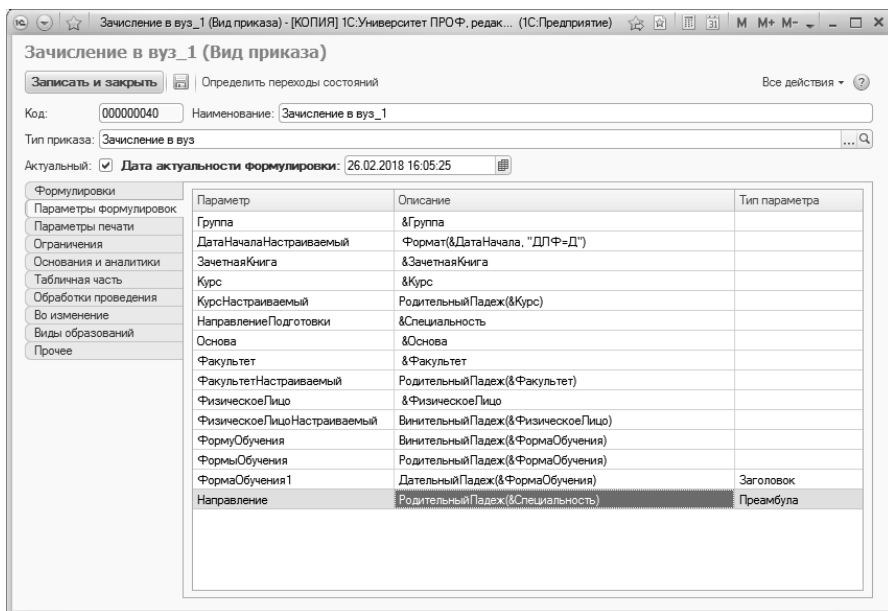 Зачисление в вуз_1 (Вид приказа) - [КОПИЯ] 1С:Университет ПРОФ, редак... (1С:Предприятие) 31 M M+ M-
Зачисление в вуз_1 (Вид приказа)
Записать и закрыть Определить переходы состояний Все действия ?
Код: 000000040 Наименование: Зачисление в вуз_1
Тип приказа: Зачисление в вуз ...
Актуальный: Дата актуальности формулировки: 26.02.2018 16:05:25
Формулировки
Параметры формулировок
Параметры печати
Ограничения
Основания и аналитики
Табличная часть
Обработки проведения
Во изменение
Виды образований
Прочее
Параметр Описание Тип параметра
Группа &Группа
ДатаНачалаНастраиваемый Формат(&ДатаНачала, "ДПФ=Д")
ЗачетнаяКнига &ЗачетнаяКнига
Курс &Курс
КурсНастраиваемый РодительныйПадеж(&Курс)
НаправлениеПодготовки &Специальность
Основа &Основа
Факультет &Факультет
ФакультетНастраиваемый РодительныйПадеж(&Факультет)
ФизическоеЛицо &ФизическоеЛицо
ФизическоеЛицоНастраиваемый ВинительныйПадеж(&ФизическоеЛицо)
ФормуОбучения ВинительныйПадеж(&ФормаОбучения)
ФормыОбучения РодительныйПадеж(&ФормаОбучения)
ФормаОбучения1 ДательныйПадеж(&ФормаОбучения) Заголовок
Направление РодительныйПадеж(&Специальность) Преамбула